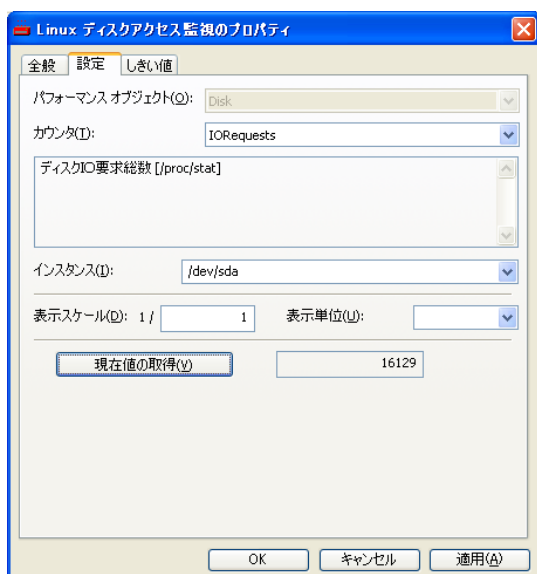 Linux ディスクアクセス監視のプロパティ
全般 設定 しきい値
パフォーマンス オブジェクト(O): Disk
カウンタ(T): IORequests
ディスクIO要求総数 [/proc/stat]
インスタンス(I): /dev/sda
表示スケール(D): 1 / 1 表示単位(U):
現在値の取得(V) 16129
OK キャンセル 適用(A)